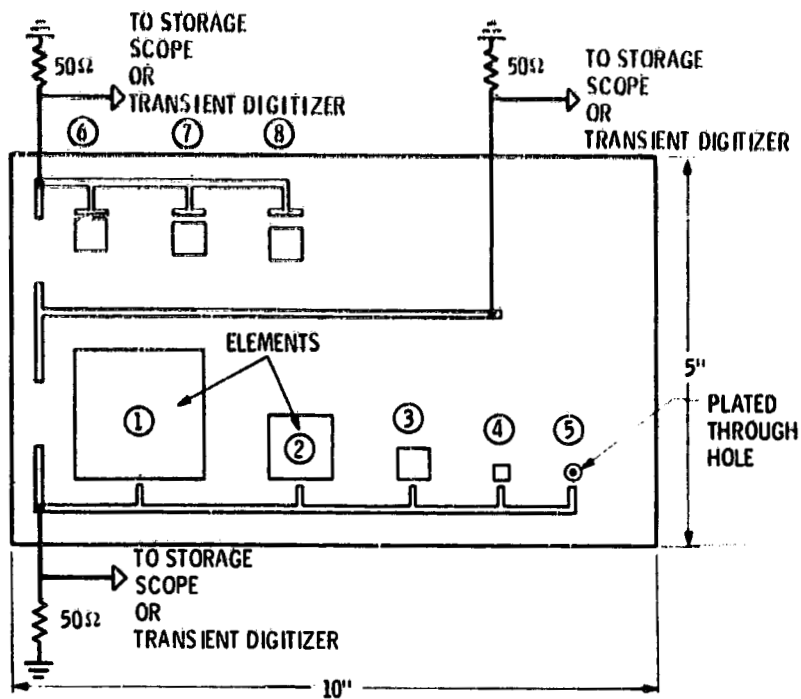 TO STORAGE
SCOPE
OR
TRANSIENT DIGITIZER
50Ω
TO STORAGE
SCOPE
OR
TRANSIENT DIGITIZER
50Ω
6
7
8
ELEMENTS
1
2
3
4
5
5"
PLATED
THROUGH
HOLE
TO STORAGE
SCOPE
OR
TRANSIENT DIGITIZER
50Ω
10"